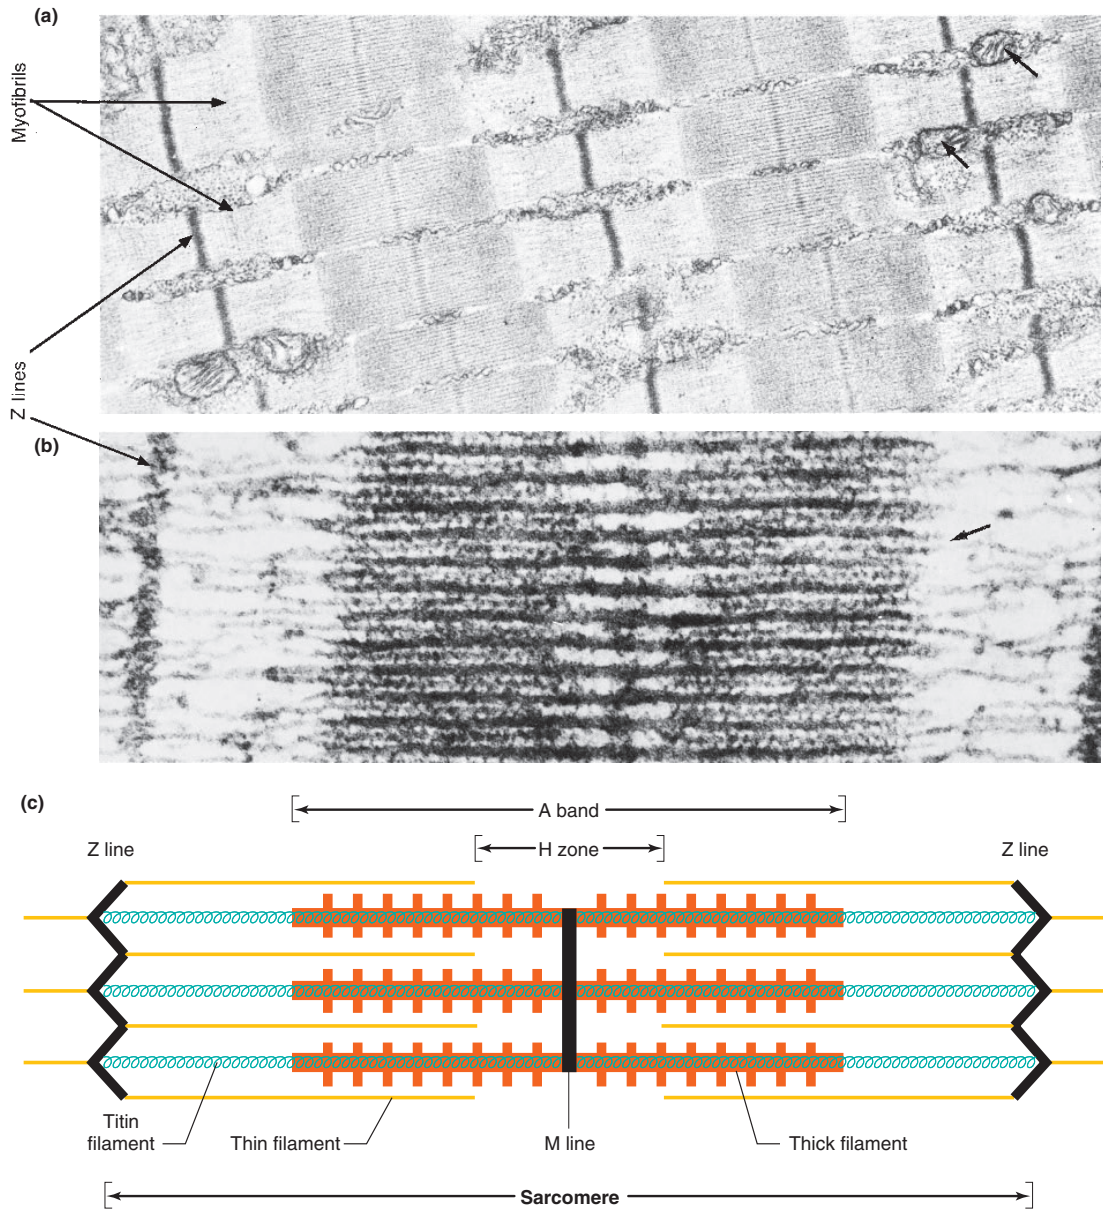 (a)
Myofibrils
Z lines
(b)
(c)
A band
H zone
Z line
Z line
Titin
filament
Thin filament
M line
Thick filament
Sarcomere